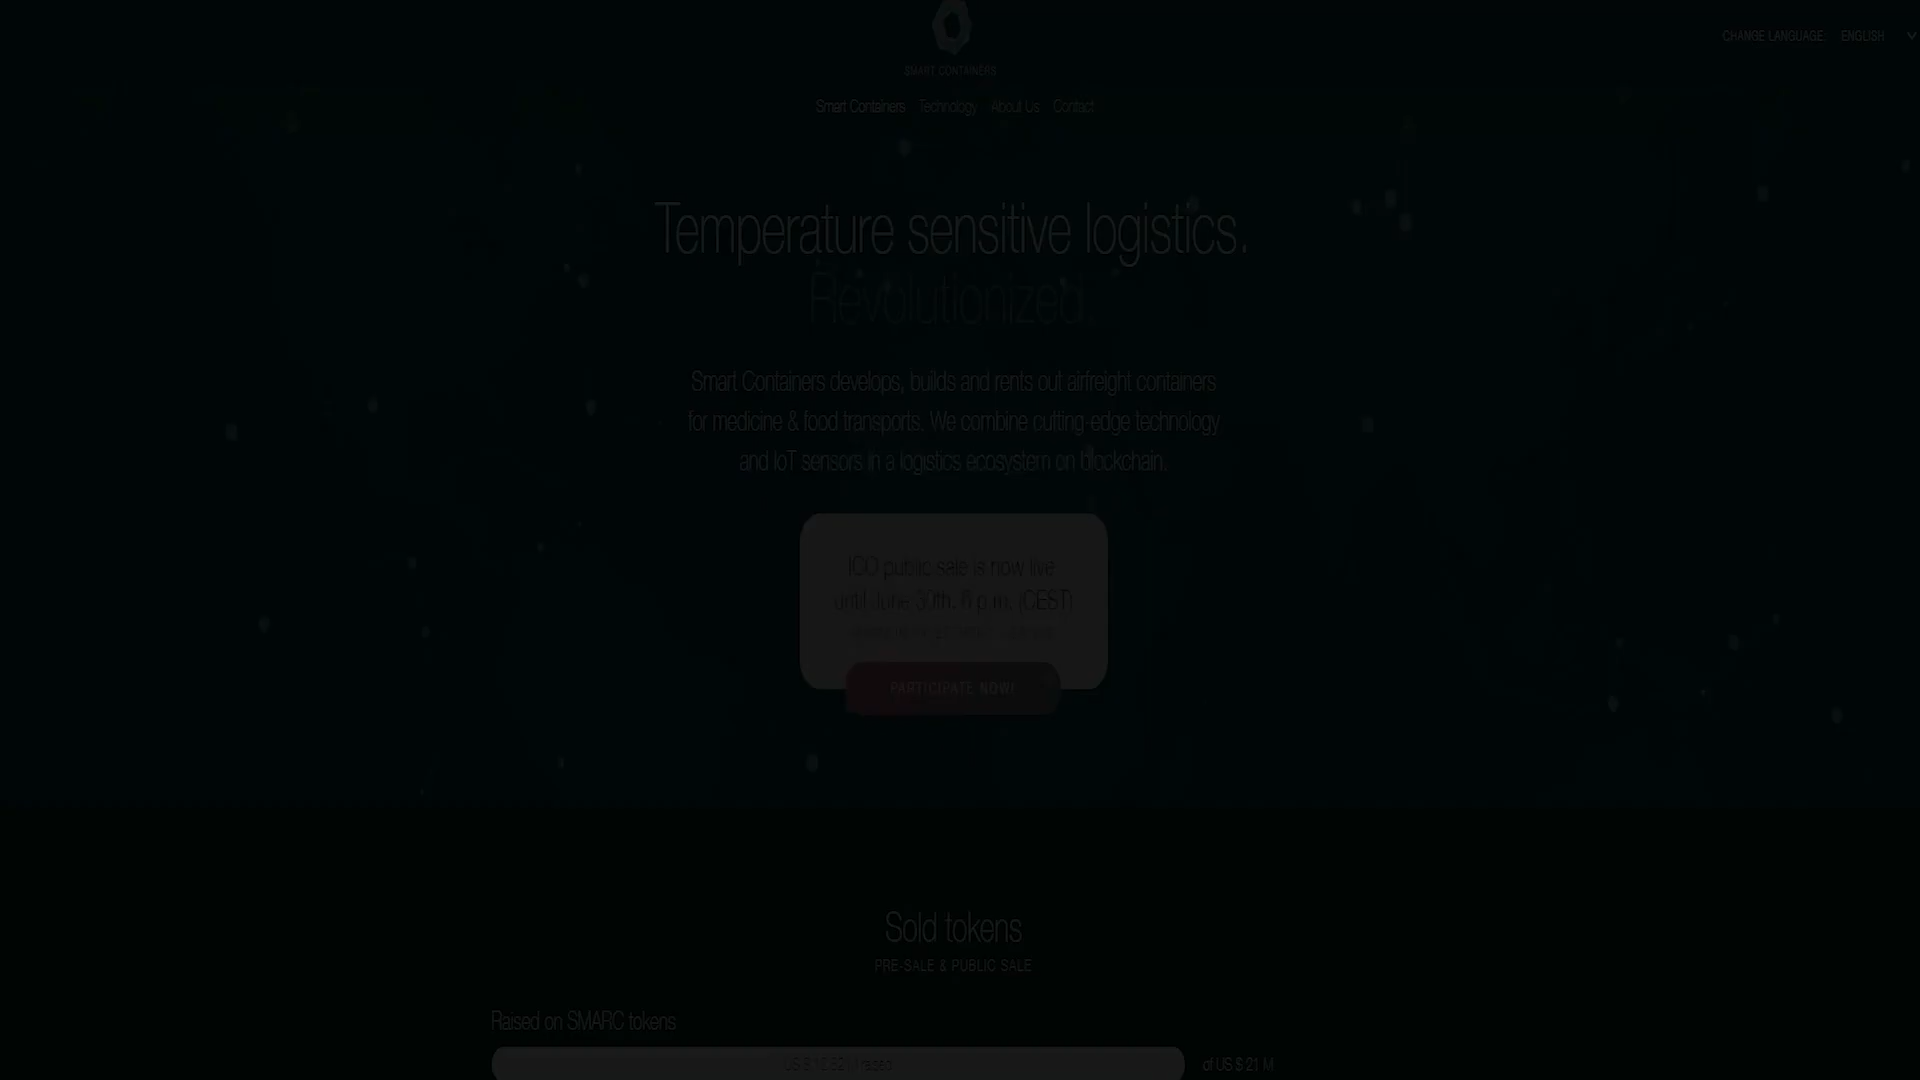 CHANGE LANGUAGE: ENGLISH
SMART CONTAINERS
Smart Containers Technology About Us Contact
Temperature sensitive logistics.
Revolutionized.
Smart Containers develops, builds and rents out airfreight containers
for medicine & food transports. We combine cutting-edge technology
and IoT sensors in a logistics ecosystem on blockchain.
ICO public sale is now live
until June 30th, 6 p.m. (CEST)
PARTICIPATE NOW!
Sold tokens
PRE-SALE & PUBLIC SALE
Raised on SMARC tokens
raised
of US $ 21 M